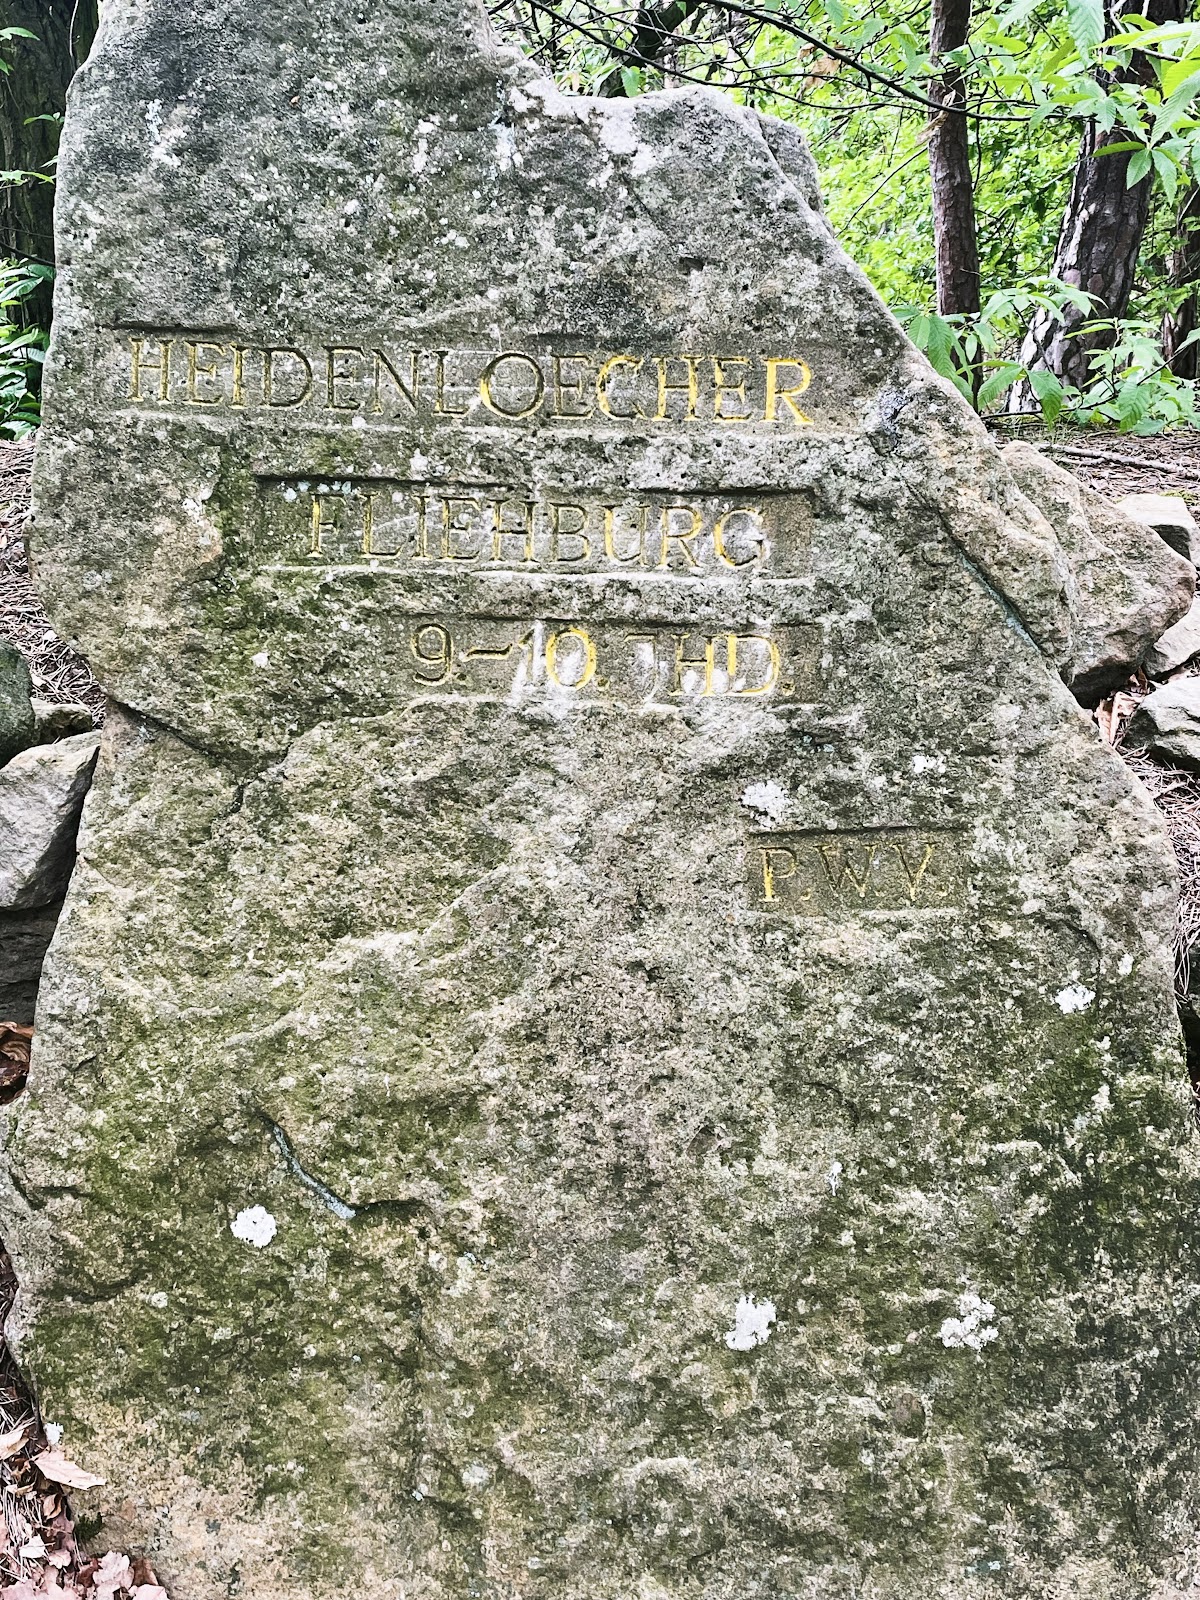 HEIDENLOECHER
FLIEHBURG
9.-10. JHD.
P.W.V.